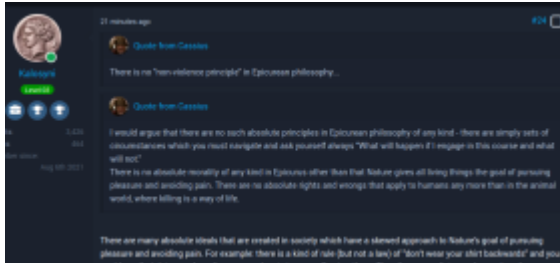 21 minutes ago
#24
Quote from Cassius
Kalosyni
There is no "non-violence principle" in Epicurean philosophy...
Quote from Cassius
I would argue that there are no such absolute principles in Epicurean philosophy of any kind - there are simply sets of
circumstances which you must navigate and ask yourself always "What will happen if I engage in this course and what
will not."
Aug 6th 2021
There is no absolute morality of any kind in Epicurus other than that Nature gives all living things the goal of pursuing
pleasure and avoiding pain. There are no absolute rights and wrongs that apply to humans any more than in the animal
world, where killing is a way of life.
There are many absolute ideals that are created in society which have a skewed approach to Nature's goal of pursuing
pleasure and avoiding pain. For example: there is a kind of rule (but not a law) of "don't wear your shirt backwards" and you